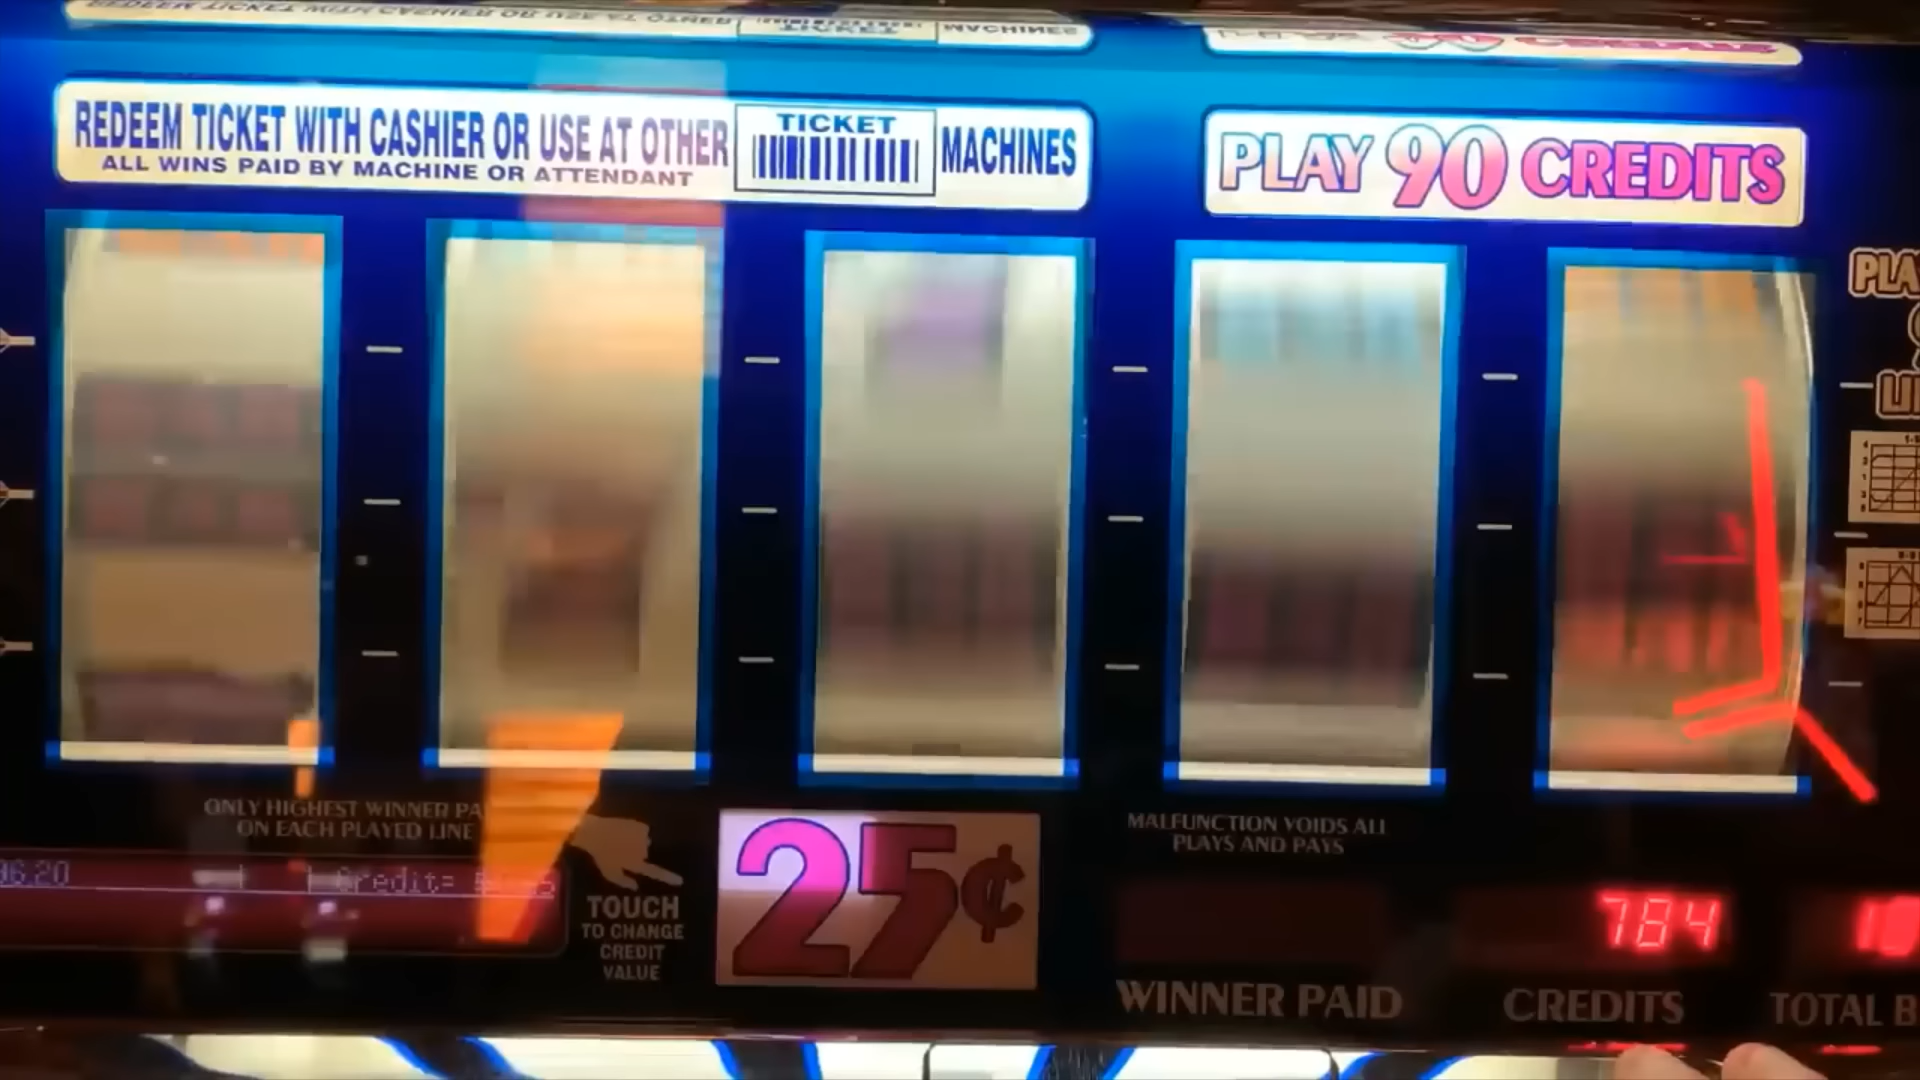 REDEEM TICKET WITH CASHIER OR USE AT OTHER TICKET MACHINES
ALL WINS PAID BY MACHINE OR ATTENDANT
PLAY 90 CREDITS
ONLY HIGHEST WINNER PA
ON EACH PLAYED LINE
Credit=
TOUCH
TO CHANGE
CREDIT
VALUE
25¢
MALFUNCTION VOIDS ALL
PLAYS AND PAYS
784
WINNER PAID
CREDITS
TOTAL B